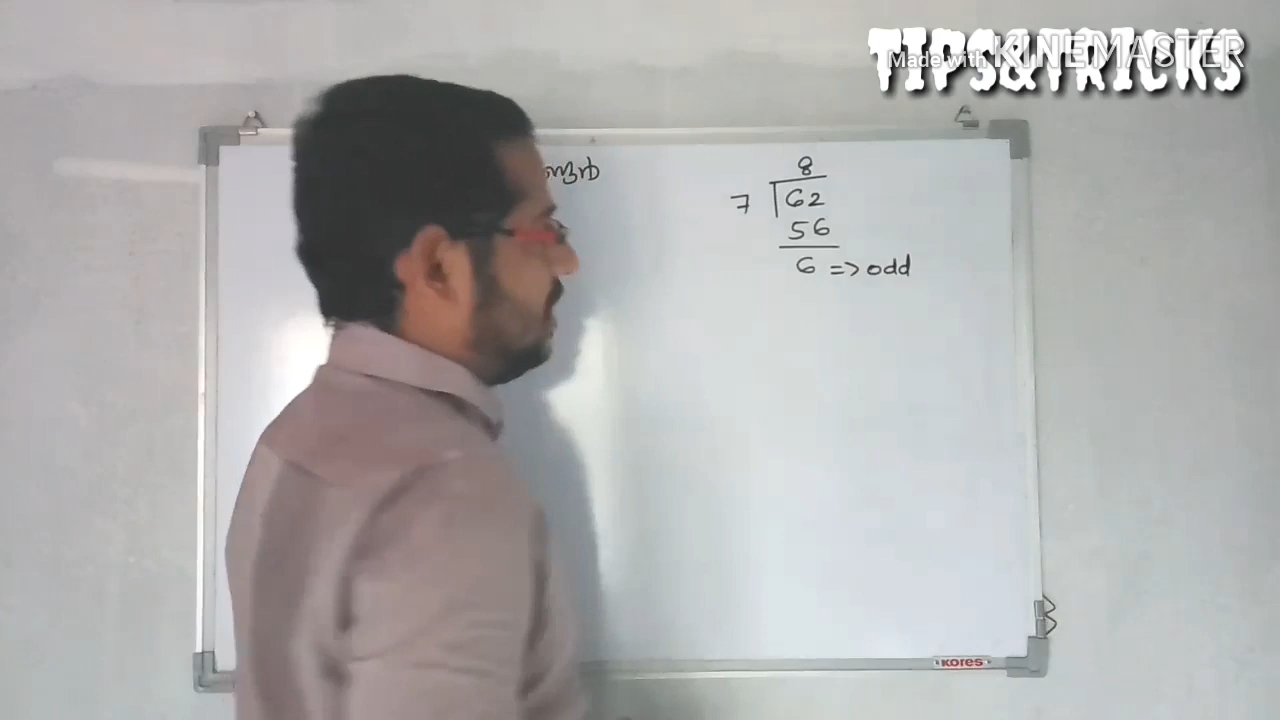 TIPS&TRICKS
Made with KINEMASTER
8
7 62
56
6 => odd
KORES